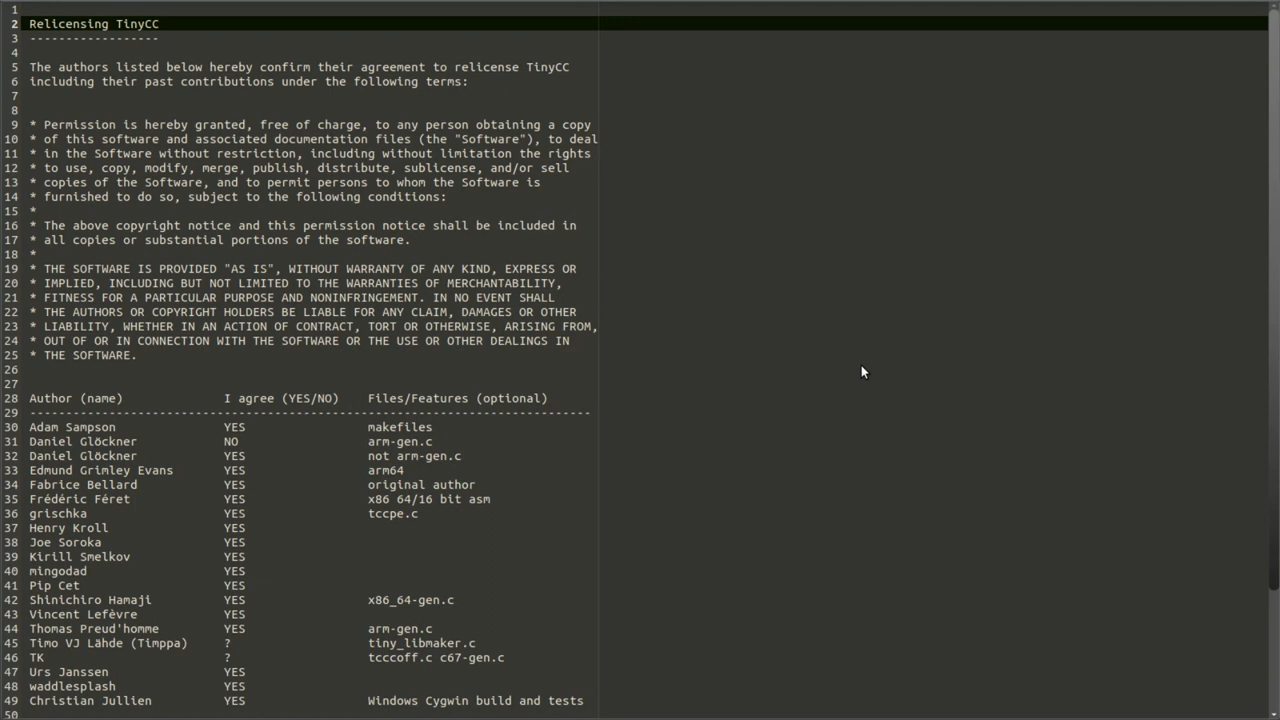 1
2 Relicensing TinyCC
3 ------------------
4
5 The authors listed below hereby confirm their agreement to relicense TinyCC
6 including their past contributions under the following terms:
7
8
9 * Permission is hereby granted, free of charge, to any person obtaining a copy
10 * of this software and associated documentation files (the "Software"), to deal
11 * in the Software without restriction, including without limitation the rights
12 * to use, copy, modify, merge, publish, distribute, sublicense, and/or sell
13 * copies of the Software, and to permit persons to whom the Software is
14 * furnished to do so, subject to the following conditions:
15 *
16 * The above copyright notice and this permission notice shall be included in
17 * all copies or substantial portions of the software.
18 *
19 * THE SOFTWARE IS PROVIDED "AS IS", WITHOUT WARRANTY OF ANY KIND, EXPRESS OR
20 * IMPLIED, INCLUDING BUT NOT LIMITED TO THE WARRANTIES OF MERCHANTABILITY,
21 * FITNESS FOR A PARTICULAR PURPOSE AND NONINFRINGEMENT. IN NO EVENT SHALL
22 * THE AUTHORS OR COPYRIGHT HOLDERS BE LIABLE FOR ANY CLAIM, DAMAGES OR OTHER
23 * LIABILITY, WHETHER IN AN ACTION OF CONTRACT, TORT OR OTHERWISE, ARISING FROM,
24 * OUT OF OR IN CONNECTION WITH THE SOFTWARE OR THE USE OR OTHER DEALINGS IN
25 * THE SOFTWARE.
26
27
28 Author (name)              I agree (YES/NO)    Files/Features (optional)
29 ------------------------------------------------------------------------------
30 Adam Sampson               YES                 makefiles
31 Daniel Glöckner            NO                  arm-gen.c
32 Daniel Glöckner            YES                 not arm-gen.c
33 Edmund Grimley Evans       YES                 arm64
34 Fabrice Bellard            YES                 original author
35 Frédéric Féret             YES                 x86 64/16 bit asm
36 grischka                   YES                 tccpe.c
37 Henry Kroll                YES
38 Joe Soroka                 YES
39 Kirill Smelkov             YES
40 mingodad                   YES
41 Pip Cet                    YES
42 Shinichiro Hamaji          YES                 x86_64-gen.c
43 Vincent Lefèvre            YES
44 Thomas Preud'homme         YES                 arm-gen.c
45 Timo VJ Lähde (Timppa)     ?                   tiny_libmaker.c
46 TK                         ?                   tcccoff.c c67-gen.c
47 Urs Janssen                YES
48 waddlesplash               YES
49 Christian Jullien          YES                 Windows Cygwin build and tests
50